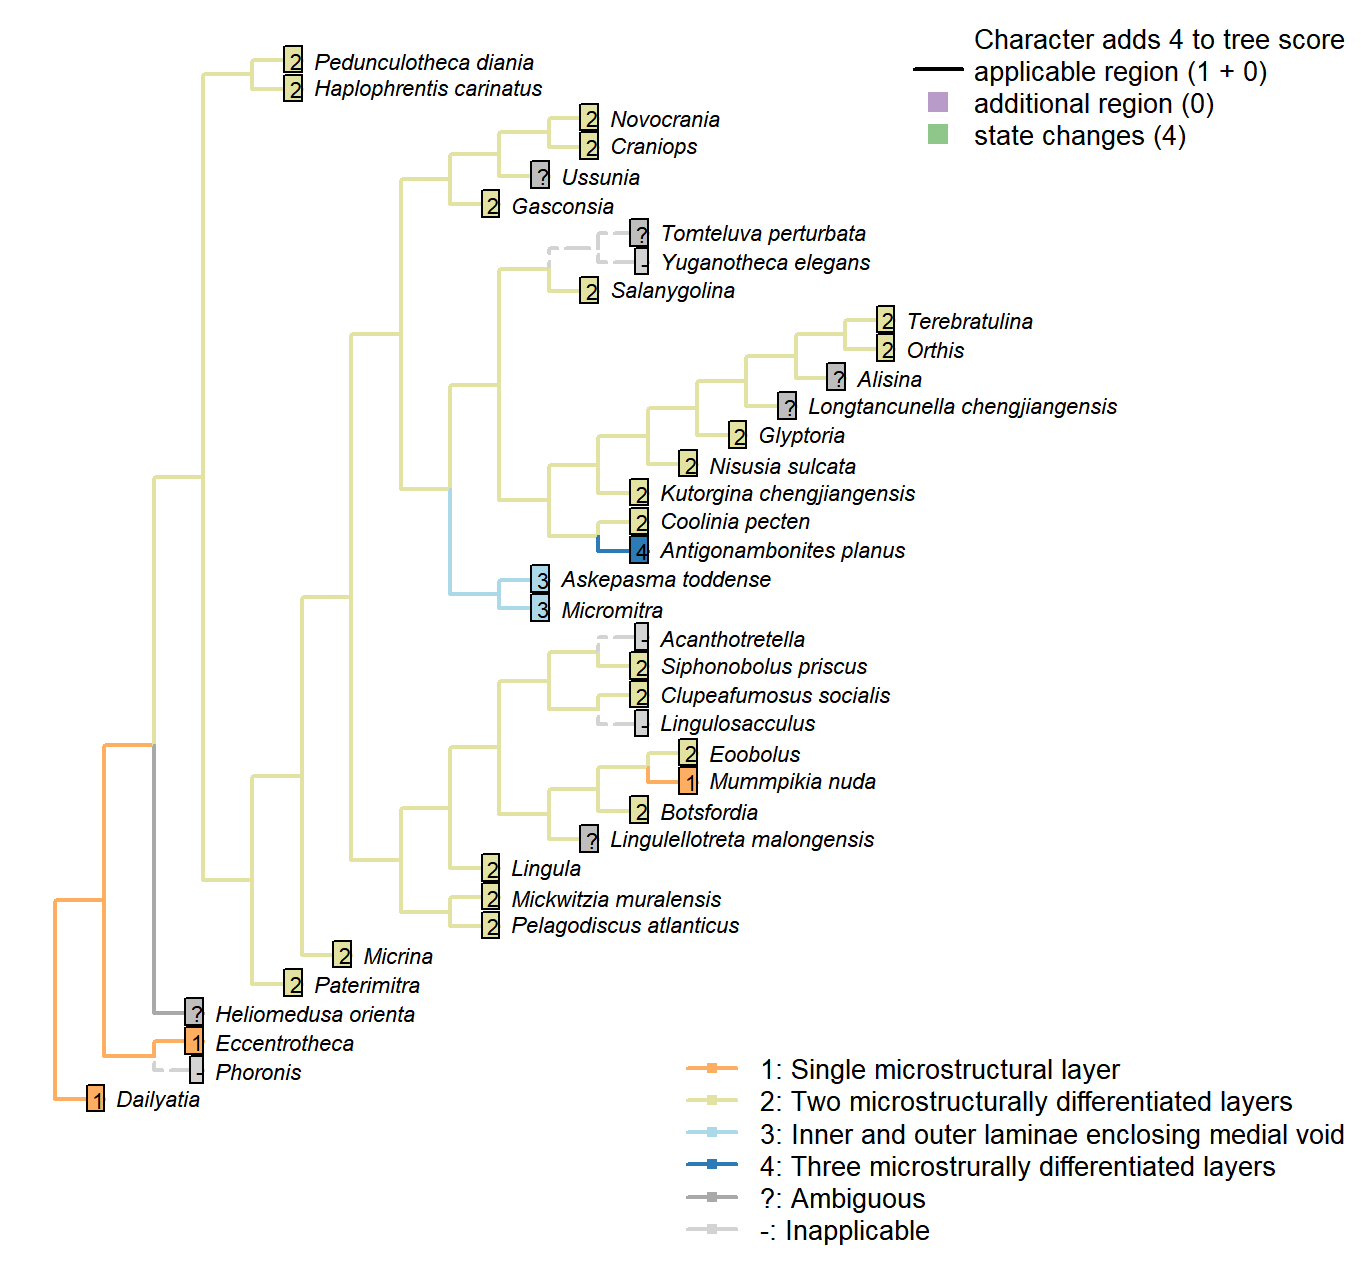 Character adds 4 to tree score
applicable region (1 + 0)
additional region (0)
state changes (4)
2 Pedunculotheca diania
2 Haplophrentis carinatus
2 Novocrania
2 Craniops
? Ussunia
2 Gasconsia
? Tomteluva perturbata
- Yuganotheca elegans
2 Salanygolina
2 Terebratulina
2 Orthis
? Alisina
? Longtancunella chengjiangensis
2 Glyptoria
2 Nisusia sulcata
2 Kutorgina chengjiangensis
2 Coolinia pecten
4 Antigonambonites planus
3 Askepasma toddense
3 Micromitra
- Acanthotretella
2 Siphonobolus priscus
2 Clupeafumosus socialis
- Lingulosacculus
2 Eoobolus
1 Mummpikia nuda
2 Botsfordia
? Lingulellotreta malongensis
2 Lingula
2 Mickwitzia muralensis
2 Pelagodiscus atlanticus
2 Micrina
2 Paterimitra
? Heliomedusa orienta
1 Eccentrotheca
- Phoronis
1 Dailyatia
1: Single microstructural layer
2: Two microstructurally differentiated layers
3: Inner and outer laminae enclosing medial void
4: Three microstrurally differentiated layers
?: Ambiguous
-: Inapplicable